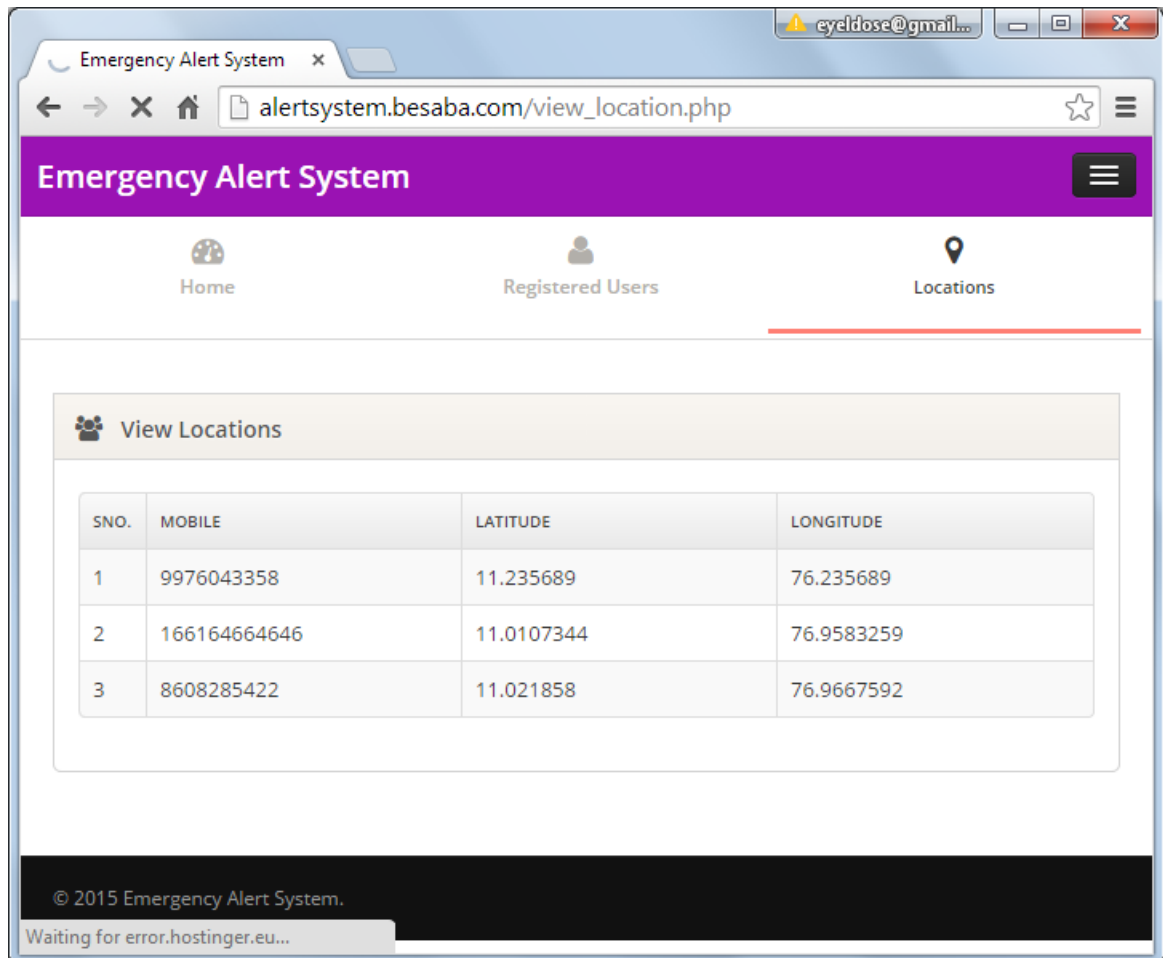 eyeldose@gmail...
Emergency Alert System
alertsystem.besaba.com/view_location.php
Emergency Alert System
Home Registered Users Locations
View Locations
SNO. MOBILE LATITUDE LONGITUDE
1 9976043358 11.235689 76.235689
2 166164664646 11.0107344 76.9583259
3 8608285422 11.021858 76.9667592
© 2015 Emergency Alert System.
Waiting for error.hostinger.eu...